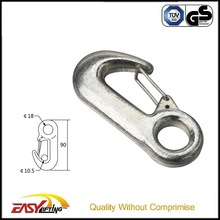 TÜV
GS
¢ 18
90
¢ 10.5
EASYLIFTING
Quality Without Comprimise